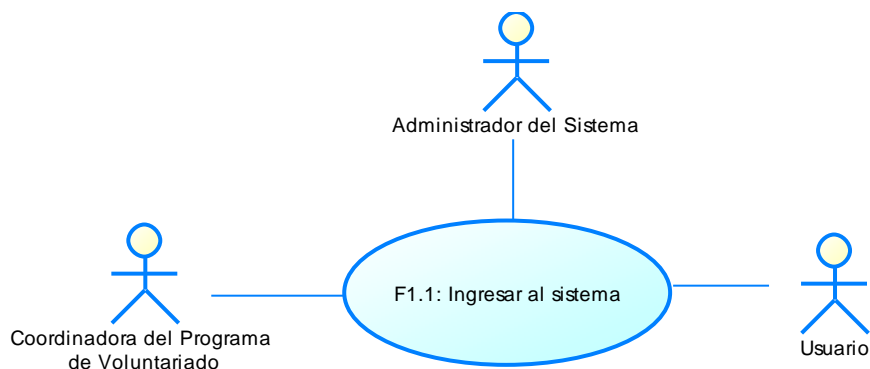 Administrador del Sistema
F1.1: Ingresar al sistema
Coordinadora del Programa
de Voluntariado
Usuario